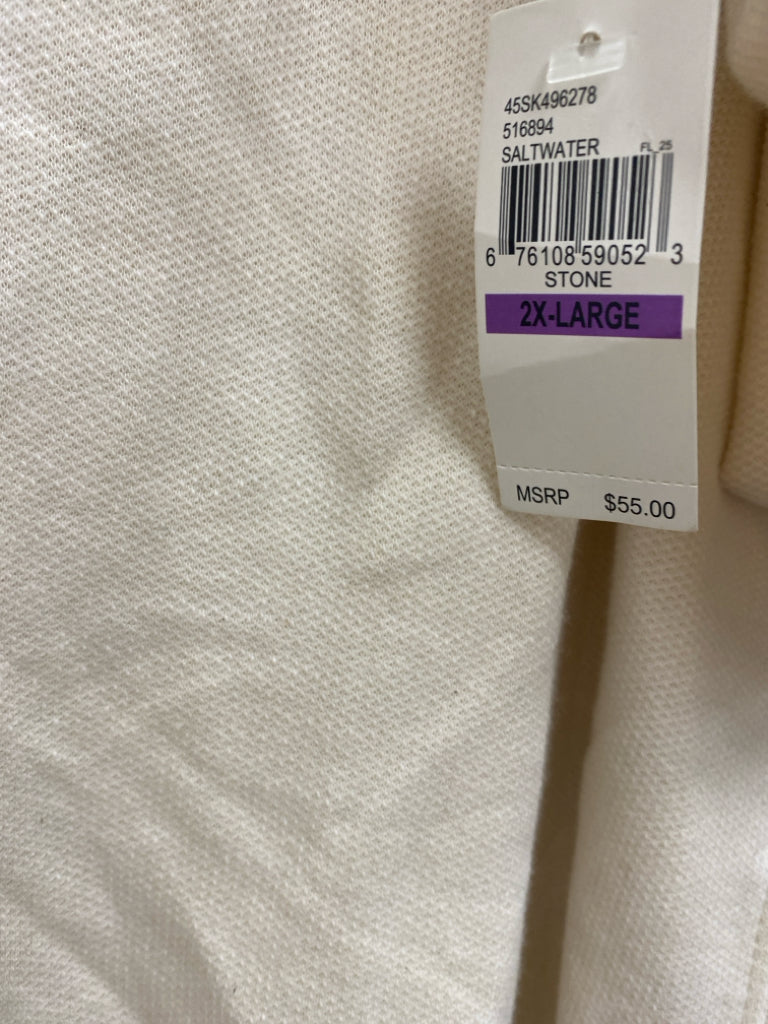 45SK496278
516894
SALTWATER FL_25
6 76108 59052 3
STONE
2X-LARGE
MSRP $55.00